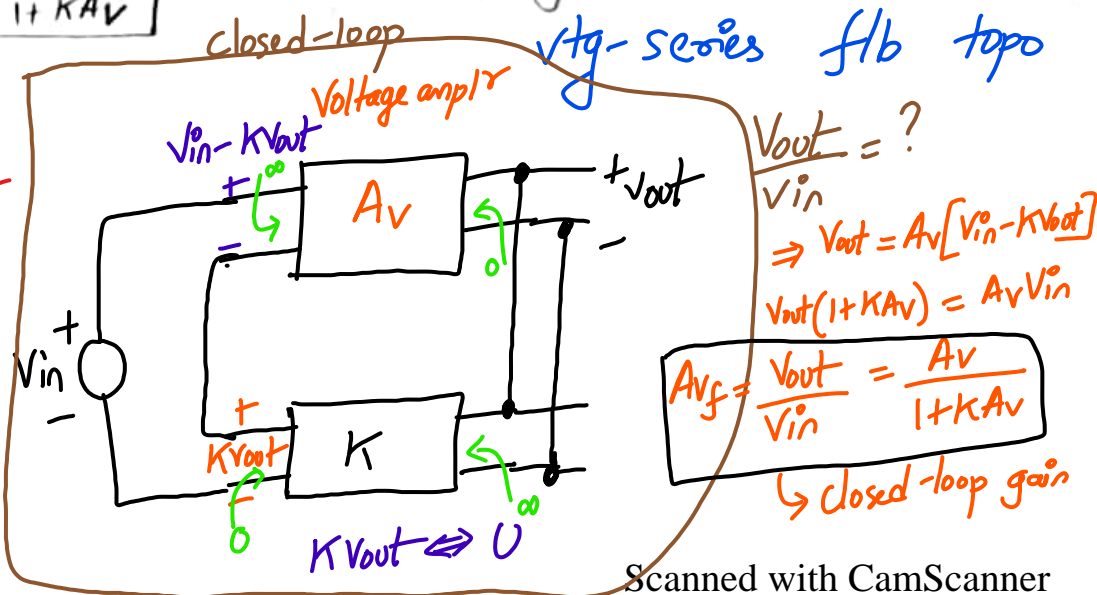 1+ KAv
closed-loop
vtg-series f/b topo
Voltage amplr
Vin-KVout
∞
+
Av
+
Vout
-
0
-
Vout/Vin = ?
⇒ Vout = Av[Vin-KVout]
Vout(1+KAv) = AvVin
Avf = Vout/Vin = Av/1+KAv
↳ closed-loop gain
+
Vin
-
+
KVout
-
K
0
∞
KVout ⇔ 0
Scanned with CamScanner